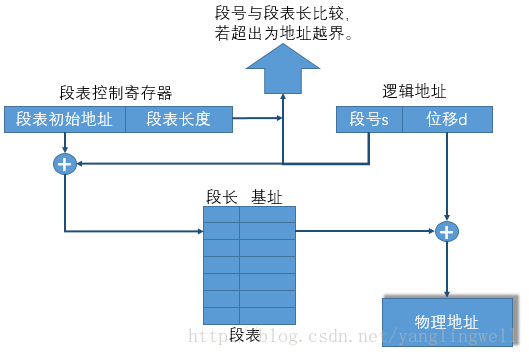 段号与段表长比较，
若超出为地址越界。
段表控制寄存器
逻辑地址
段表初始地址
段表长度
段号s
位移d
段长
基址
段表
物理地址
http://blog.csdn.net/yanglingwell